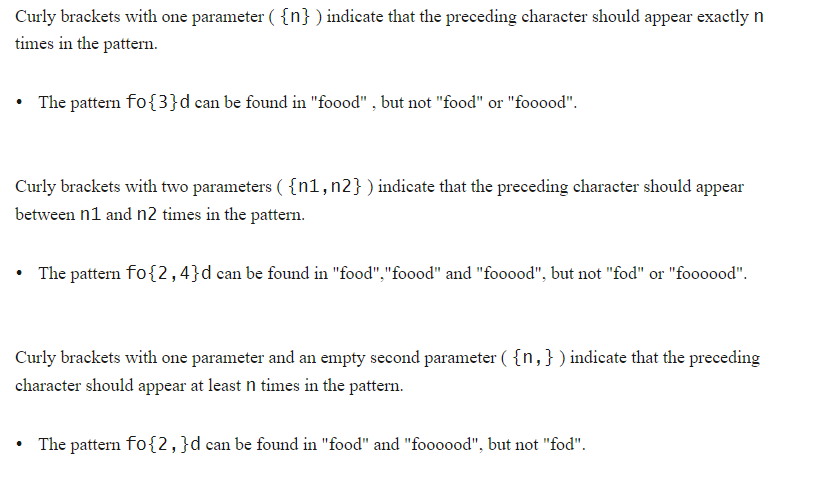 Curly brackets with one parameter ( {n} ) indicate that the preceding character should appear exactly n
times in the pattern.
• The pattern fo{3}d can be found in "foood" , but not "food" or "fooood".
Curly brackets with two parameters ( {n1,n2} ) indicate that the preceding character should appear
between n1 and n2 times in the pattern.
• The pattern fo{2,4}d can be found in "food","foood" and "fooood", but not "fod" or "foooood".
Curly brackets with one parameter and an empty second parameter ( {n,} ) indicate that the preceding
character should appear at least n times in the pattern.
• The pattern fo{2,}d can be found in "food" and "foooood", but not "fod".